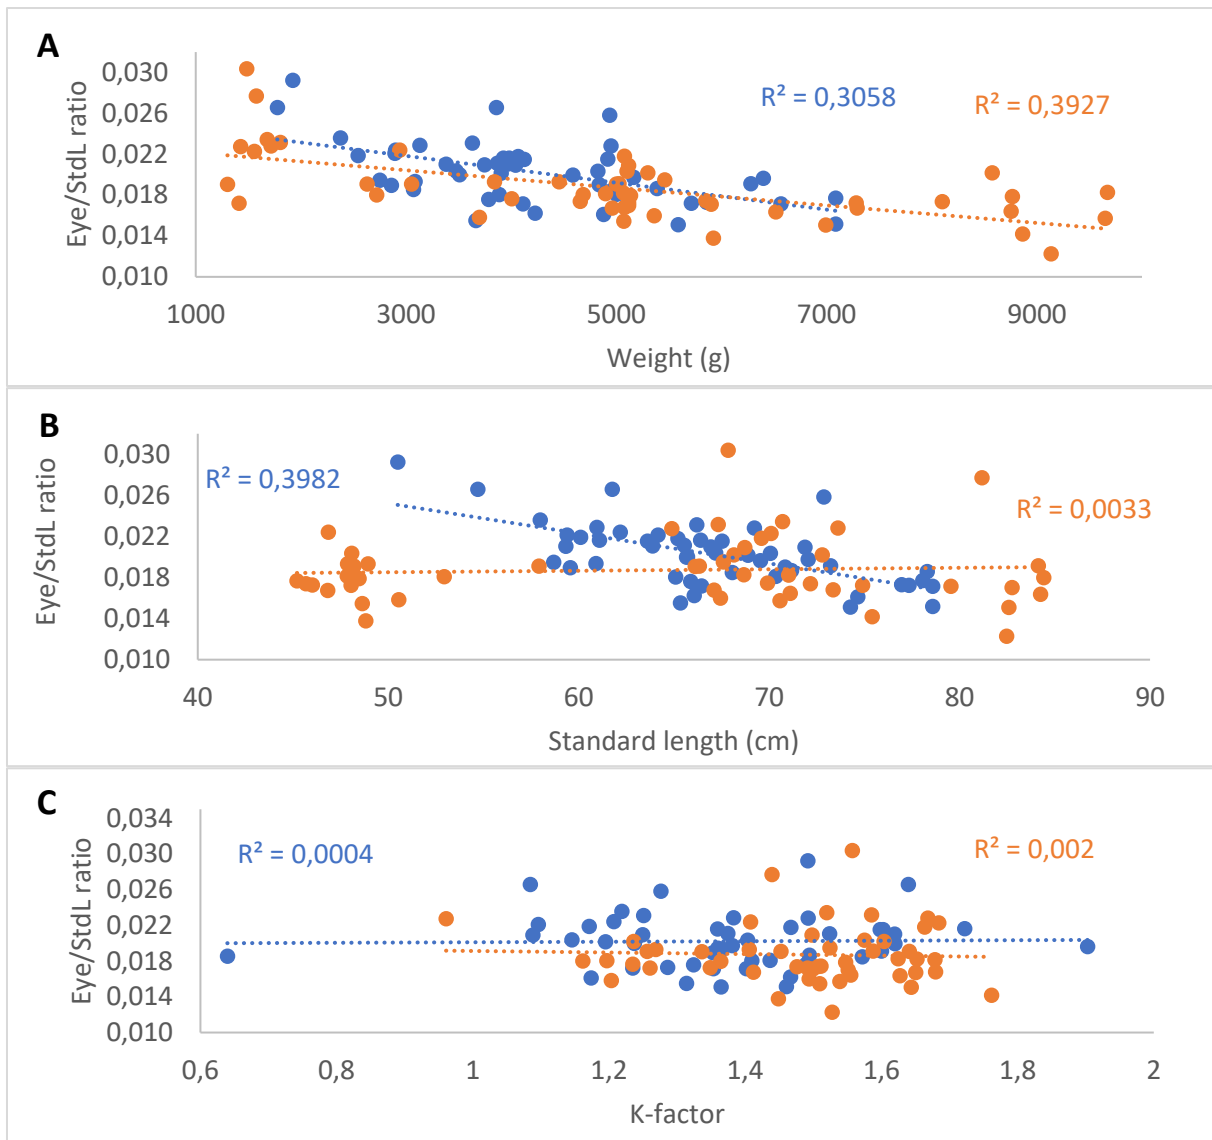 A
Eye/StdL ratio
0,030
0,026
0,022
0,018
0,014
0,010
R² = 0,3058
R² = 0,3927
1000 3000 5000 7000 9000
Weight (g)
B
Eye/StdL ratio
0,030
0,026
0,022
0,018
0,014
0,010
R² = 0,3982
R² = 0,0033
40 50 60 70 80 90
Standard length (cm)
C
Eye/StdL ratio
0,034
0,030
0,026
0,022
0,018
0,014
0,010
R² = 0,0004
R² = 0,002
0,6 0,8 1 1,2 1,4 1,6 1,8 2
K-factor